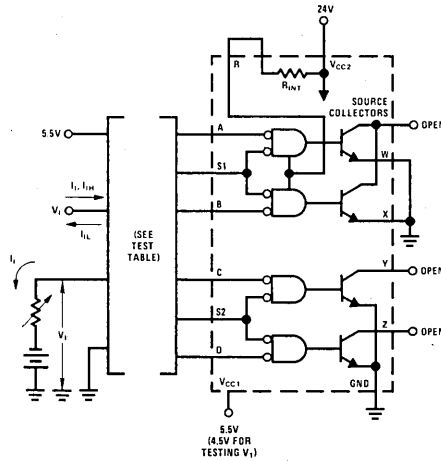 24V
R
VCC2
RINT
SOURCE
COLLECTORS
OPEN
5.5V
A
W
S1
II, IIH
VI
B
X
IIL
(SEE
TEST
TABLE)
II
C
Y
OPEN
VI
S2
Z
OPEN
D
VCC1
GND
5.5V
(4.5V FOR
TESTING V1)